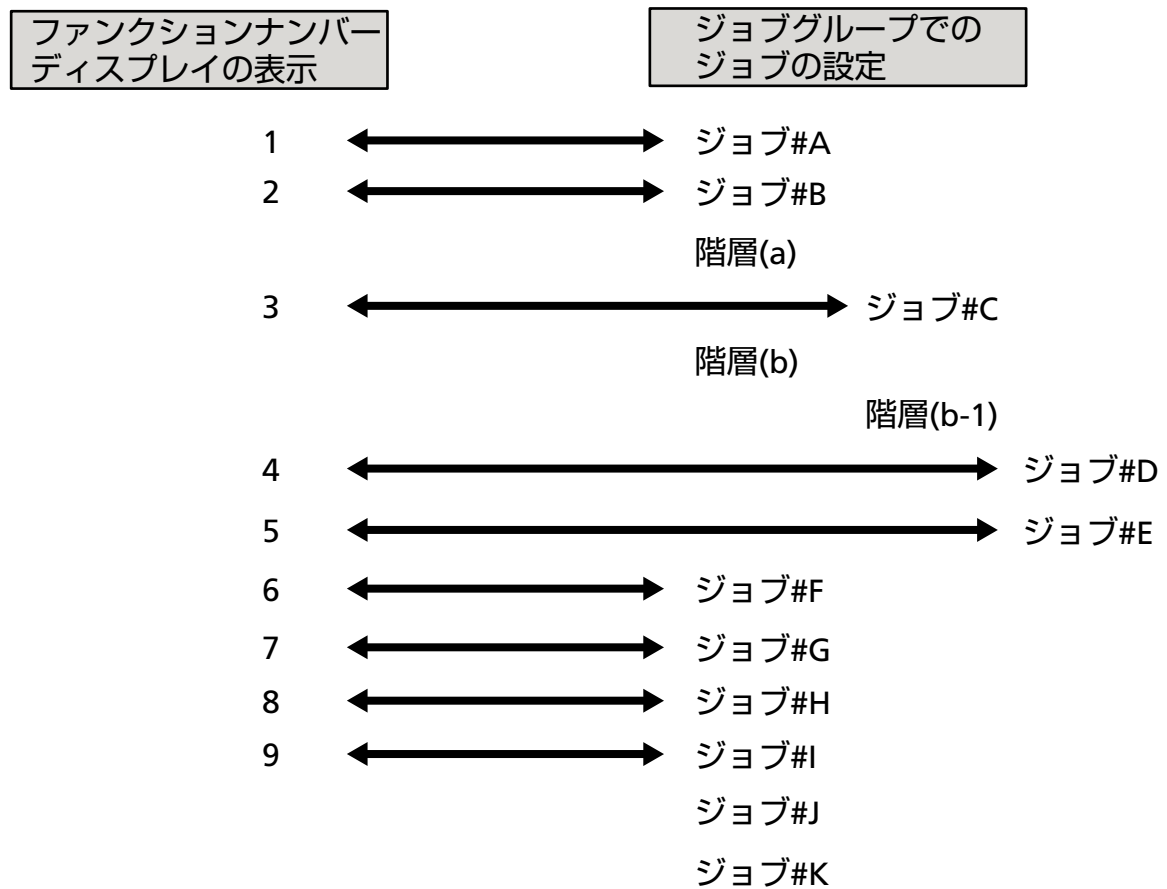 ファンクションナンバー
ディスプレイの表示
ジョブグループでの
ジョブの設定
1 ジョブ#A
2 ジョブ#B
階層(a)
3 ジョブ#C
階層(b)
階層(b-1)
4 ジョブ#D
5 ジョブ#E
6 ジョブ#F
7 ジョブ#G
8 ジョブ#H
9 ジョブ#I
ジョブ#J
ジョブ#K